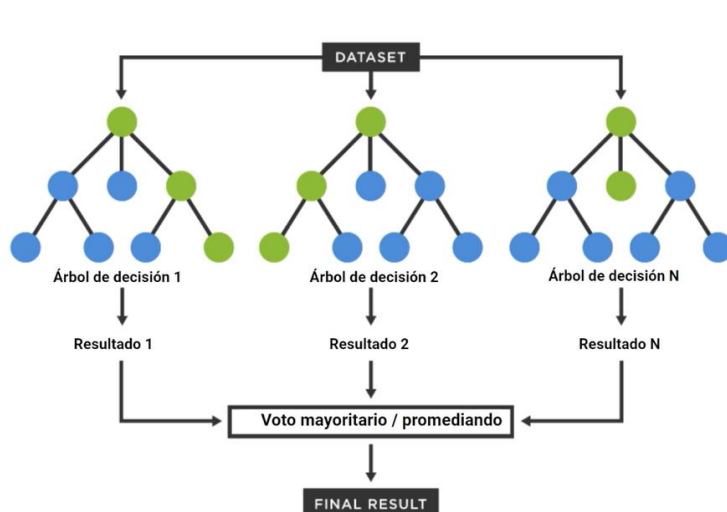 DATASET
Árbol de decisión 1
Árbol de decisión 2
Árbol de decisión N
Resultado 1
Resultado 2
Resultado N
Voto mayoritario / promediando
FINAL RESULT